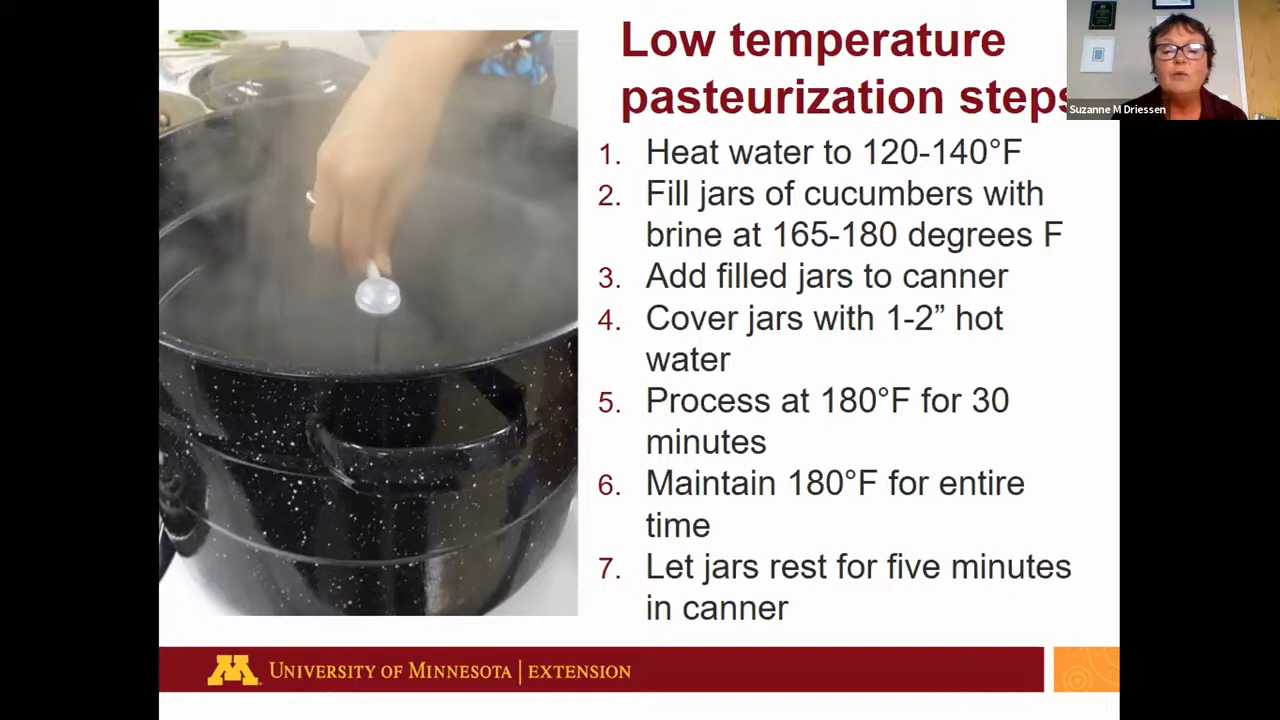 Low temperature
pasteurization steps
Suzanne M Driessen
1. Heat water to 120-140°F
2. Fill jars of cucumbers with
brine at 165-180 degrees F
3. Add filled jars to canner
4. Cover jars with 1-2” hot
water
5. Process at 180°F for 30
minutes
6. Maintain 180°F for entire
time
7. Let jars rest for five minutes
in canner
M
UNIVERSITY OF MINNESOTA | EXTENSION